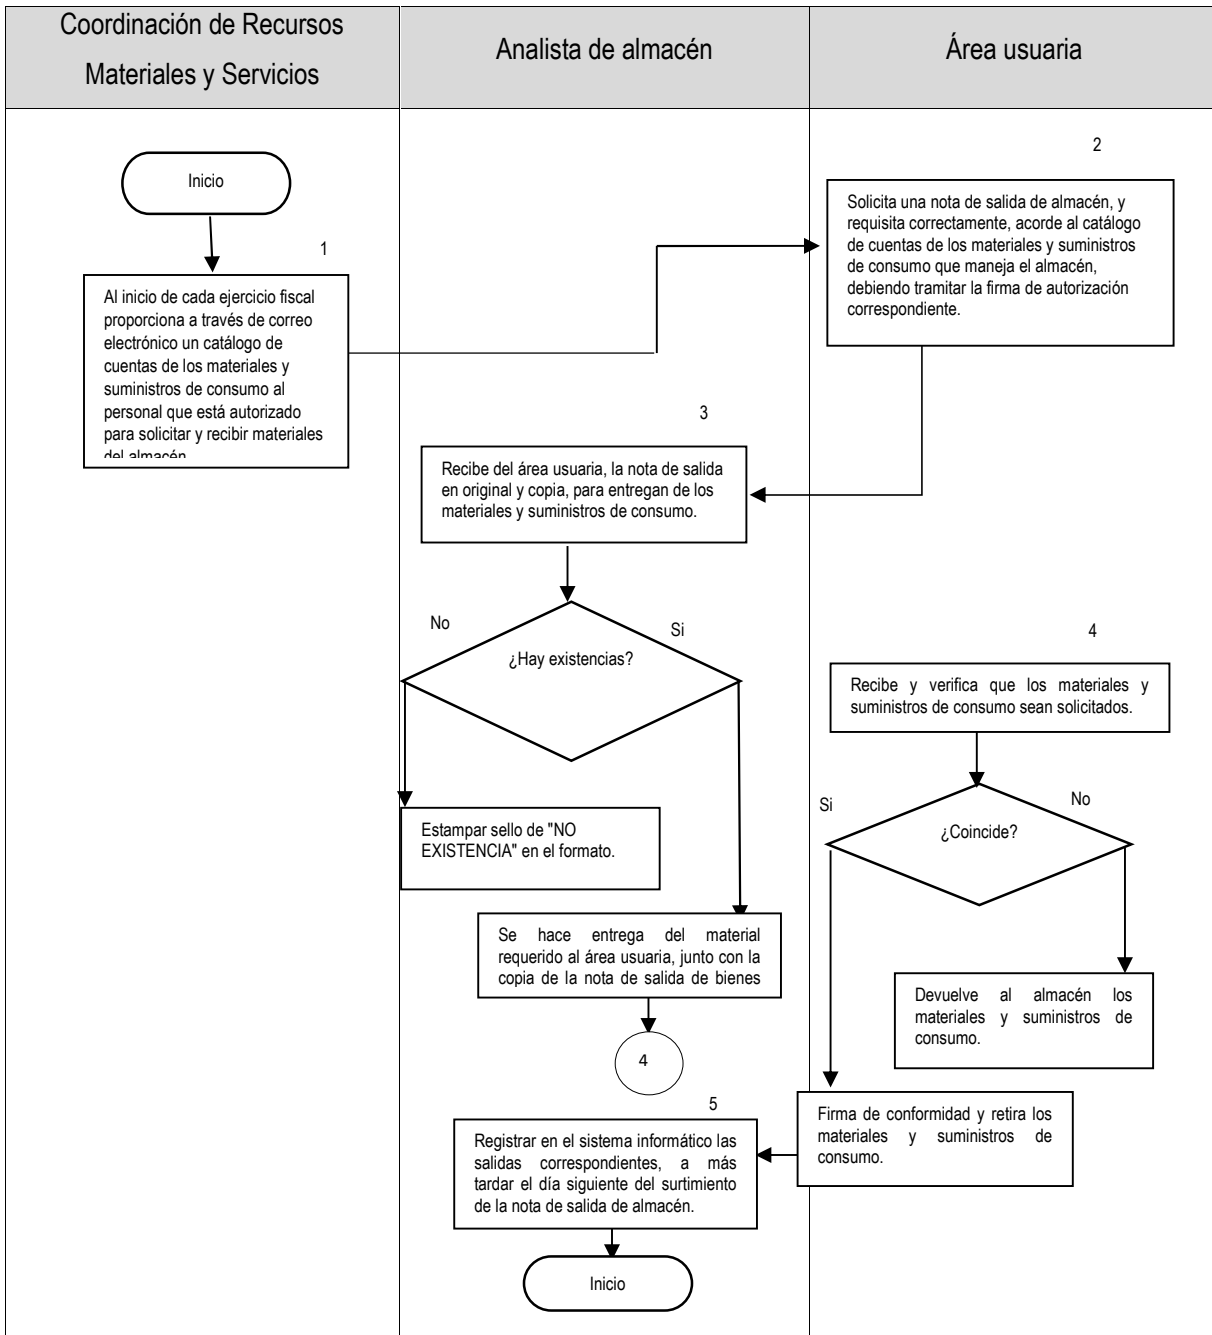 Coordinación de Recursos
Materiales y Servicios
Analista de almacén
Área usuaria
Inicio
1
Al inicio de cada ejercicio fiscal
proporciona a través de correo
electrónico un catálogo de
cuentas de los materiales y
suministros de consumo al
personal que está autorizado
para solicitar y recibir materiales
del almacén
2
Solicita una nota de salida de almacén, y
requisita correctamente, acorde al catálogo
de cuentas de los materiales y suministros
de consumo que maneja el almacén,
debiendo tramitar la firma de autorización
correspondiente.
3
Recibe del área usuaria, la nota de salida
en original y copia, para entregan de los
materiales y suministros de consumo.
No
Si
¿Hay existencias?
Estampar sello de "NO
EXISTENCIA" en el formato.
Se hace entrega del material
requerido al área usuaria, junto con la
copia de la nota de salida de bienes
4
4
Recibe y verifica que los materiales y
suministros de consumo sean solicitados.
Si
No
¿Coincide?
Devuelve al almacén los
materiales y suministros de
consumo.
Firma de conformidad y retira los
materiales y suministros de
consumo.
5
Registrar en el sistema informático las
salidas correspondientes, a más
tardar el día siguiente del surtimiento
de la nota de salida de almacén.
Inicio